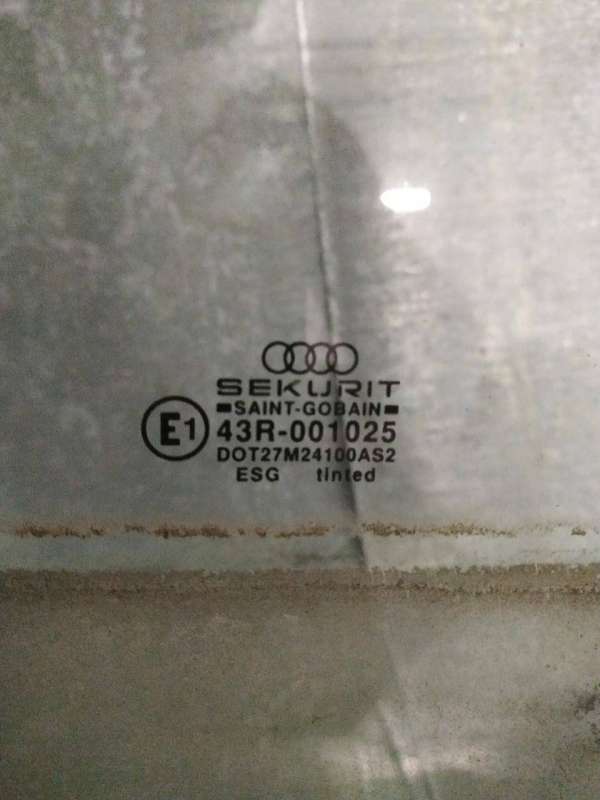 SEKURIT
SAINT-GOBAIN
E1 43R-001025
DOT27M24100AS2
ESG tinted